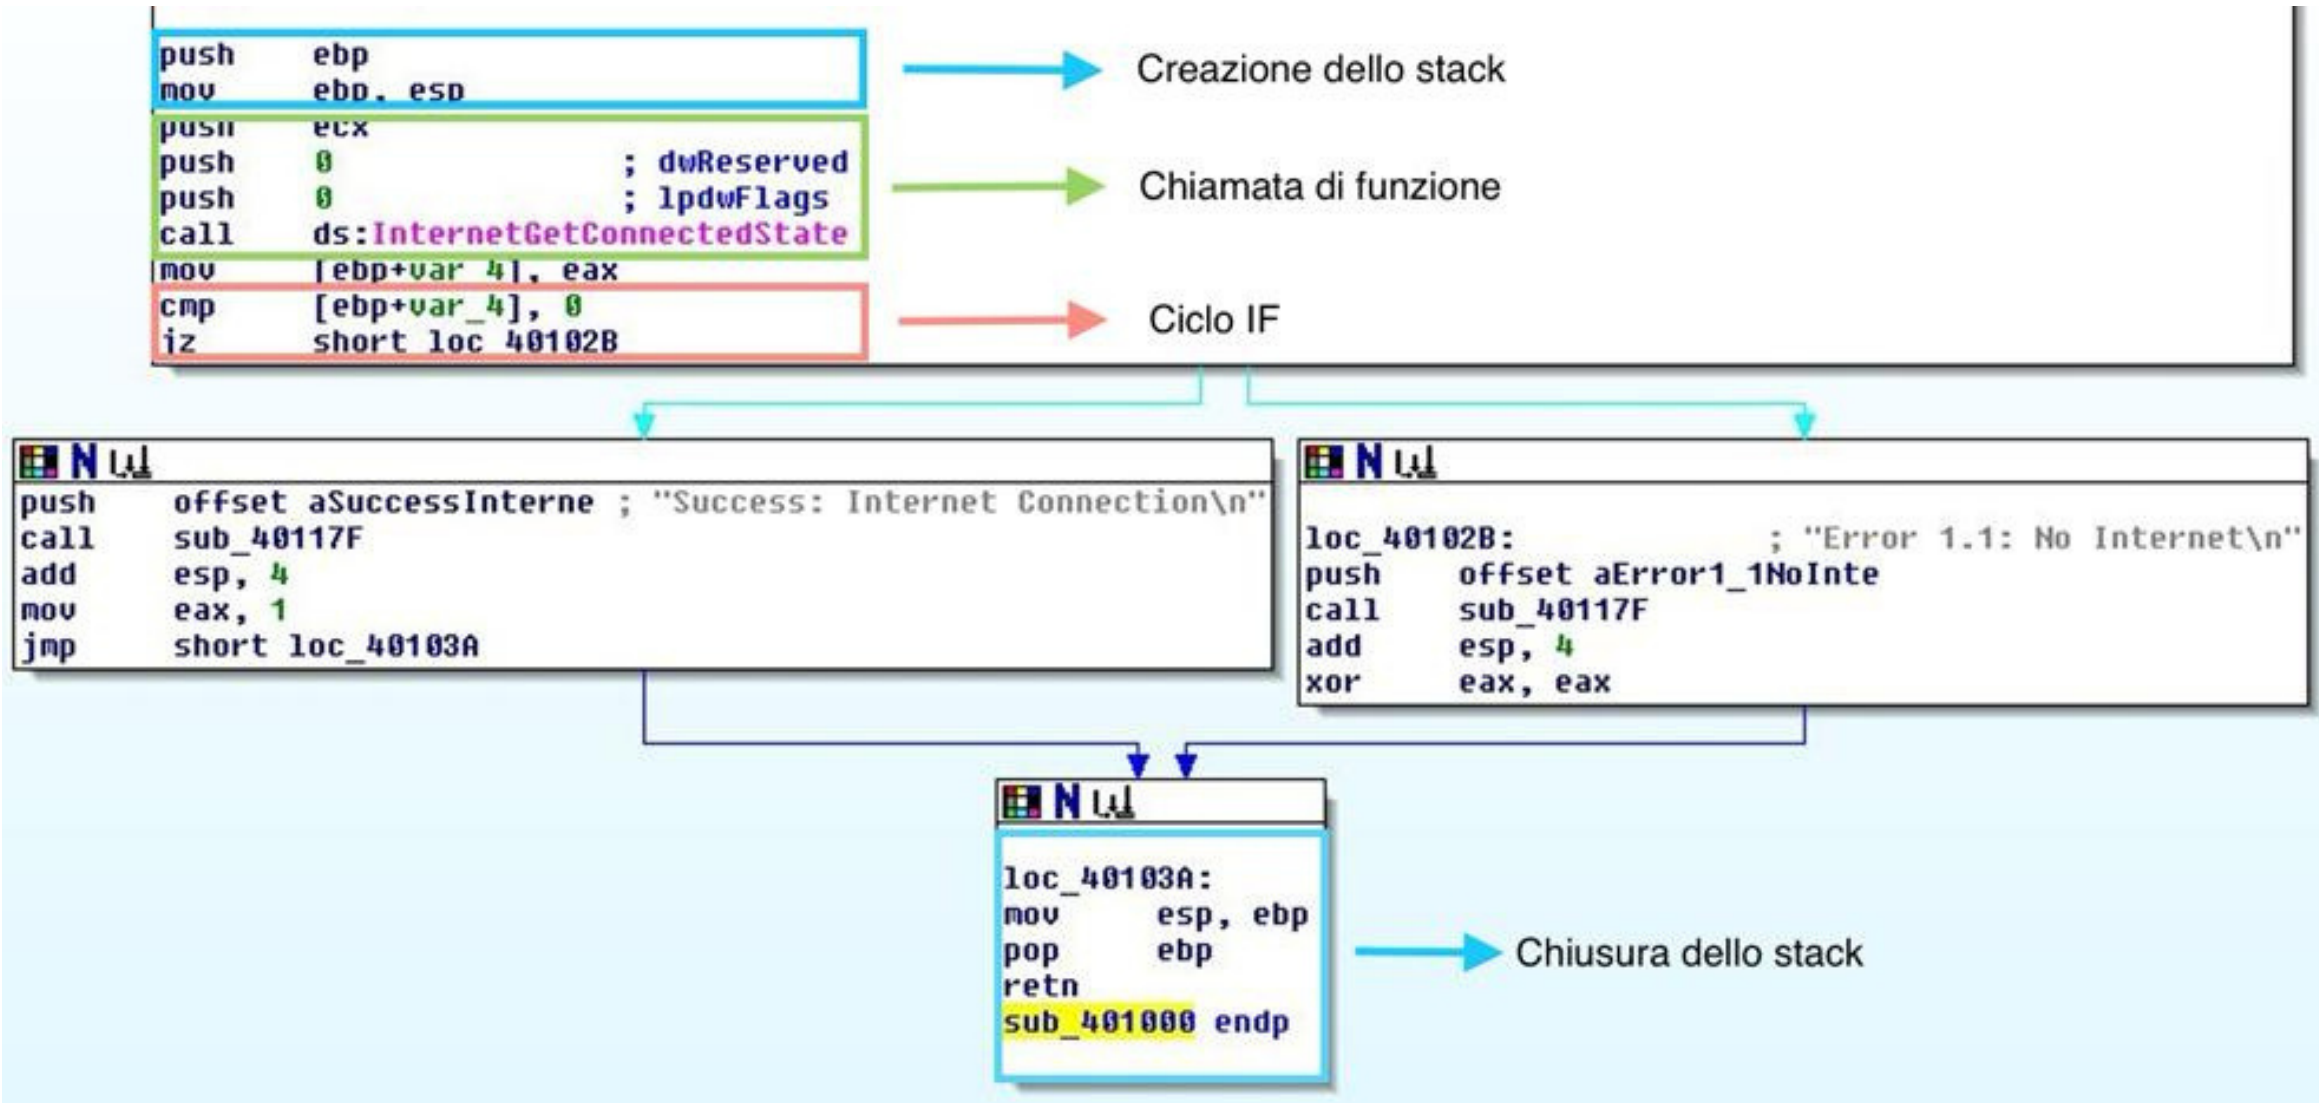 push ebp
mov ebp, esp
Creazione dello stack
push ecx
push 0 ; dwReserved
push 0 ; lpdwFlags
call ds:InternetGetConnectedState
Chiamata di funzione
mov [ebp+var_4], eax
cmp [ebp+var_4], 0
jz short loc_40102B
Ciclo IF
push offset aSuccessInterne ; "Success: Internet Connection\n"
call sub_40117F
add esp, 4
mov eax, 1
jmp short loc_40103A
loc_40102B: ; "Error 1.1: No Internet\n"
push offset aError1_1NoInte
call sub_40117F
add esp, 4
xor eax, eax
loc_40103A:
mov esp, ebp
pop ebp
retn
sub_401000 endp
Chiusura dello stack